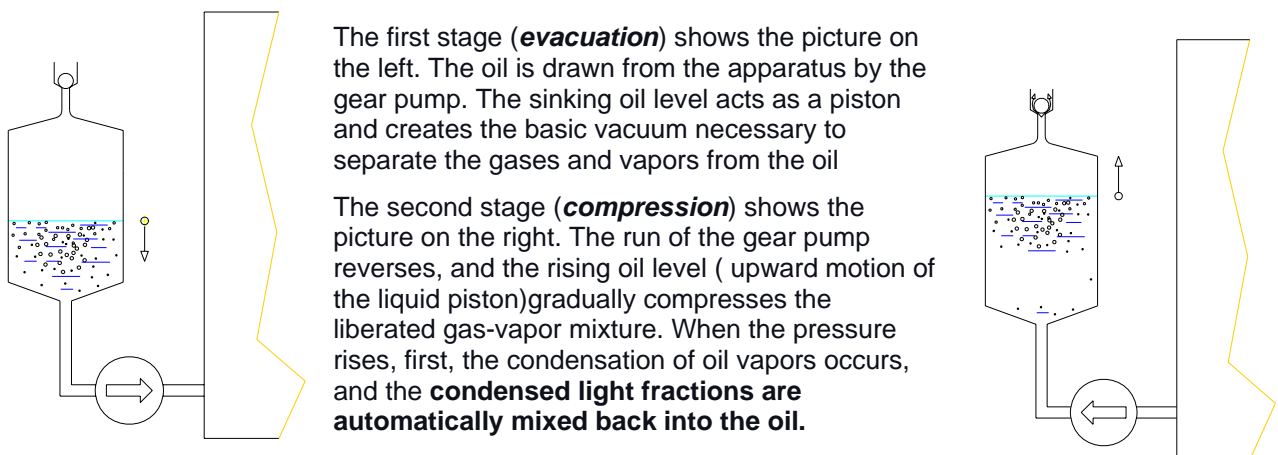 The first stage (evacuation) shows the picture on
the left. The oil is drawn from the apparatus by the
gear pump. The sinking oil level acts as a piston
and creates the basic vacuum necessary to
separate the gases and vapors from the oil
The second stage (compression) shows the
picture on the right. The run of the gear pump
reverses, and the rising oil level ( upward motion of
the liquid piston)gradually compresses the
liberated gas-vapor mixture. When the pressure
rises, first, the condensation of oil vapors occurs,
and the condensed light fractions are
automatically mixed back into the oil.